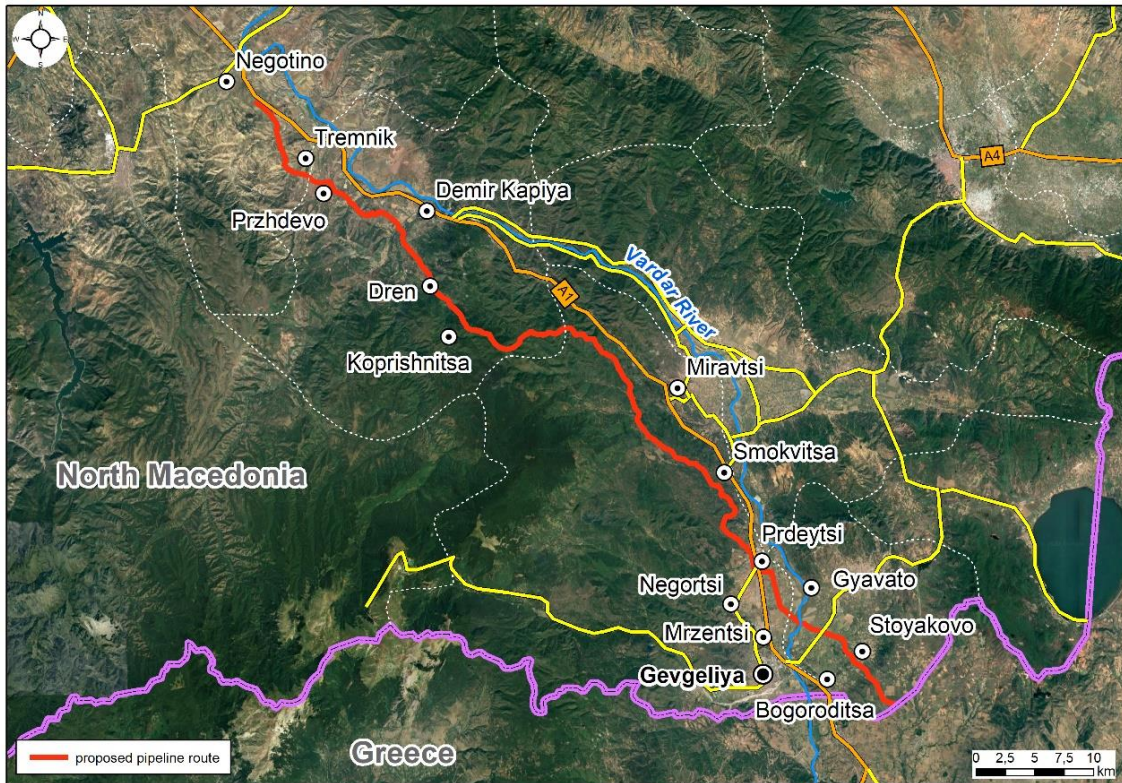 N
W E
S
Negotino
Tremnik
A4
Demir Kapiya
Przhdevo
Vardar River
Dren
A1
Koprishnitsa
Miravtsi
North Macedonia
Smokvitsa
Prdeytsi
Negortsi
Gyavato
Mrzentsi
Stoyakovo
Gevgeliya
Bogoroditsa
Greece
proposed pipeline route
0 2,5 5 7,5 10
km